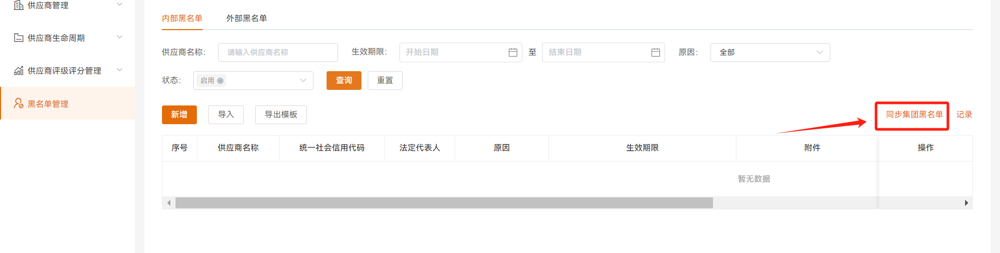 供应商管理
供应商生命周期
供应商评级评分管理
黑名单管理
内部黑名单 外部黑名单
供应商名称: 请输入供应商名称 生效期限: 开始日期 至 结束日期 原因: 全部
状态: 启用 查询 重置
新增 导入 导出模板 同步集团黑名单 记录
序号 供应商名称 统一社会信用代码 法定代表人 原因 生效期限 附件 操作
暂无数据